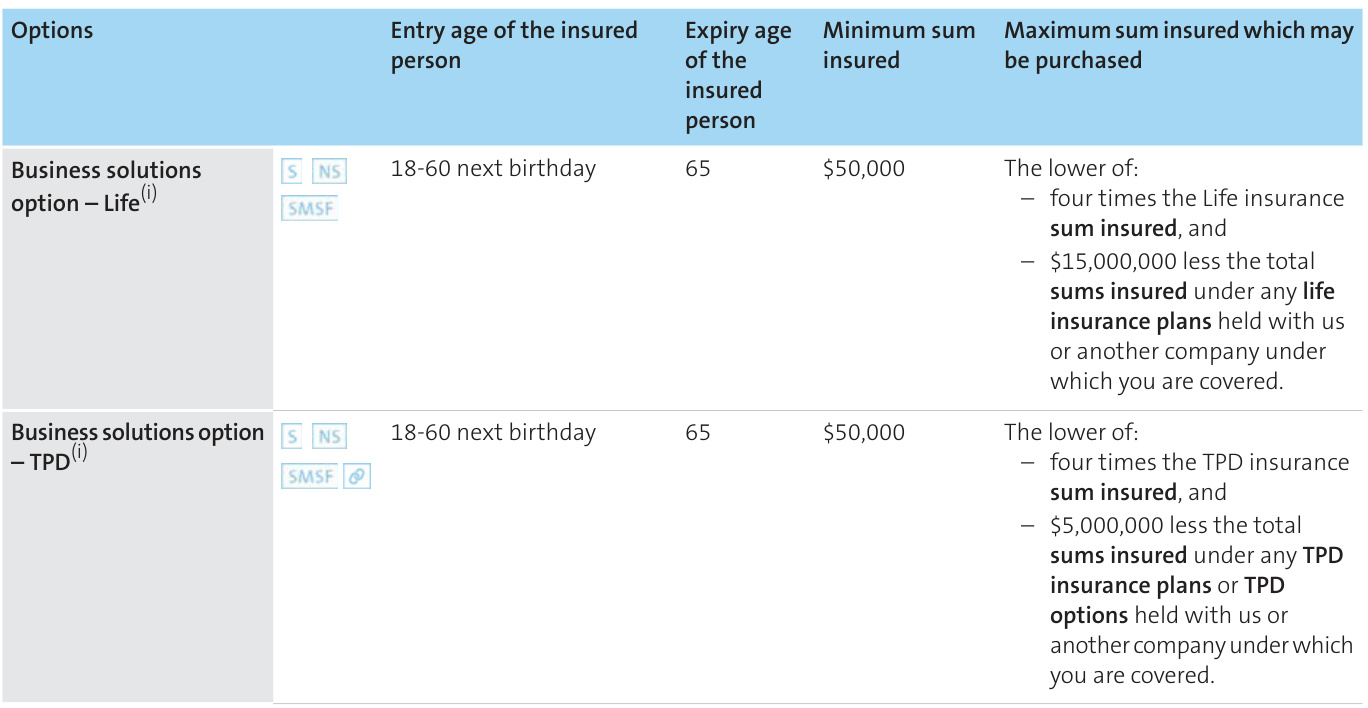 Options
Entry age of the insured
person
Expiry age
of the
insured
person
Minimum sum
insured
Maximum sum insured which may
be purchased
Business solutions
option – Life(i)
S NS
SMSF
18-60 next birthday
65
$50,000
The lower of:
– four times the Life insurance
sum insured, and
– $15,000,000 less the total
sums insured under any life
insurance plans held with us
or another company under
which you are covered.
Business solutions option
– TPD(i)
S NS
SMSF
18-60 next birthday
65
$50,000
The lower of:
– four times the TPD insurance
sum insured, and
– $5,000,000 less the total
sums insured under any TPD
insurance plans or TPD
options held with us or
another company under which
you are covered.